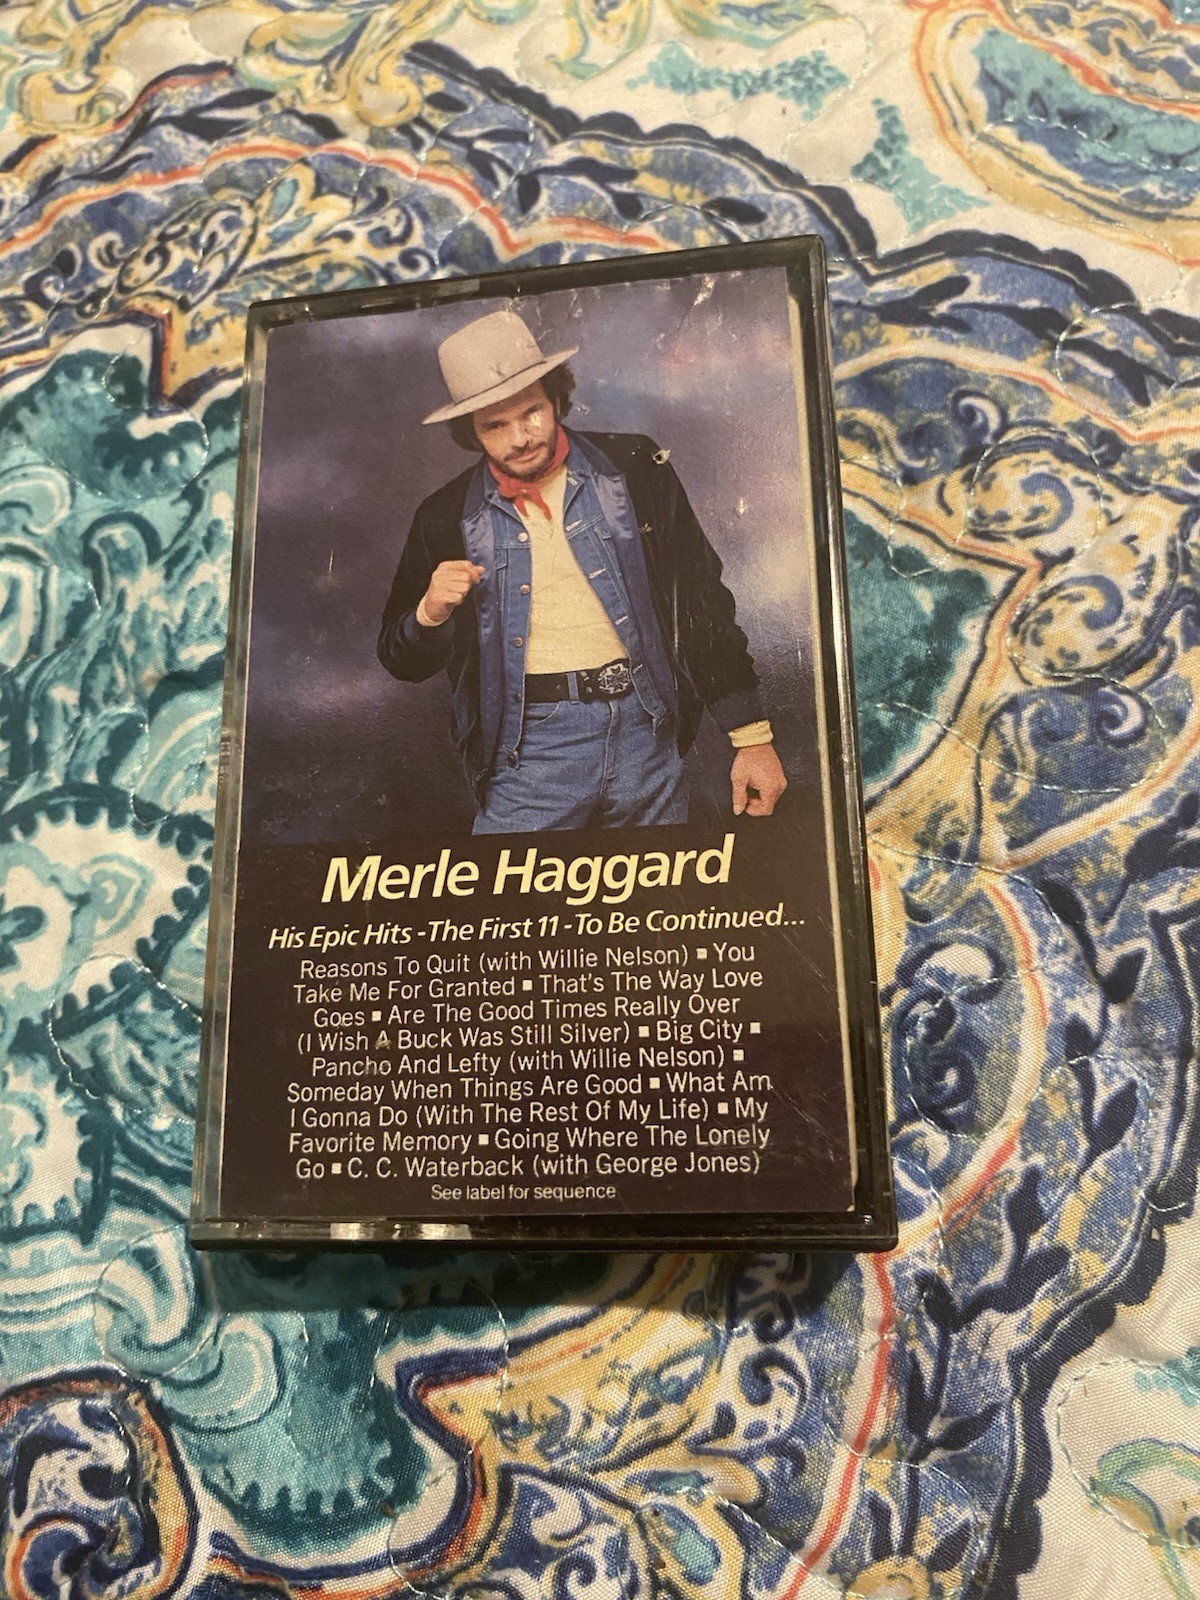 Merle Haggard
His Epic Hits - The First 11 - To Be Continued...
Reasons To Quit (with Willie Nelson) ▪ You
Take Me For Granted ▪ That's The Way Love
Goes ▪ Are The Good Times Really Over
(I Wish A Buck Was Still Silver) ▪ Big City ▪
Pancho And Lefty (with Willie Nelson) ▪
Someday When Things Are Good ▪ What Am
I Gonna Do (With The Rest Of My Life) ▪ My
Favorite Memory ▪ Going Where The Lonely
Go ▪ C. C. Waterback (with George Jones)
See label for sequence